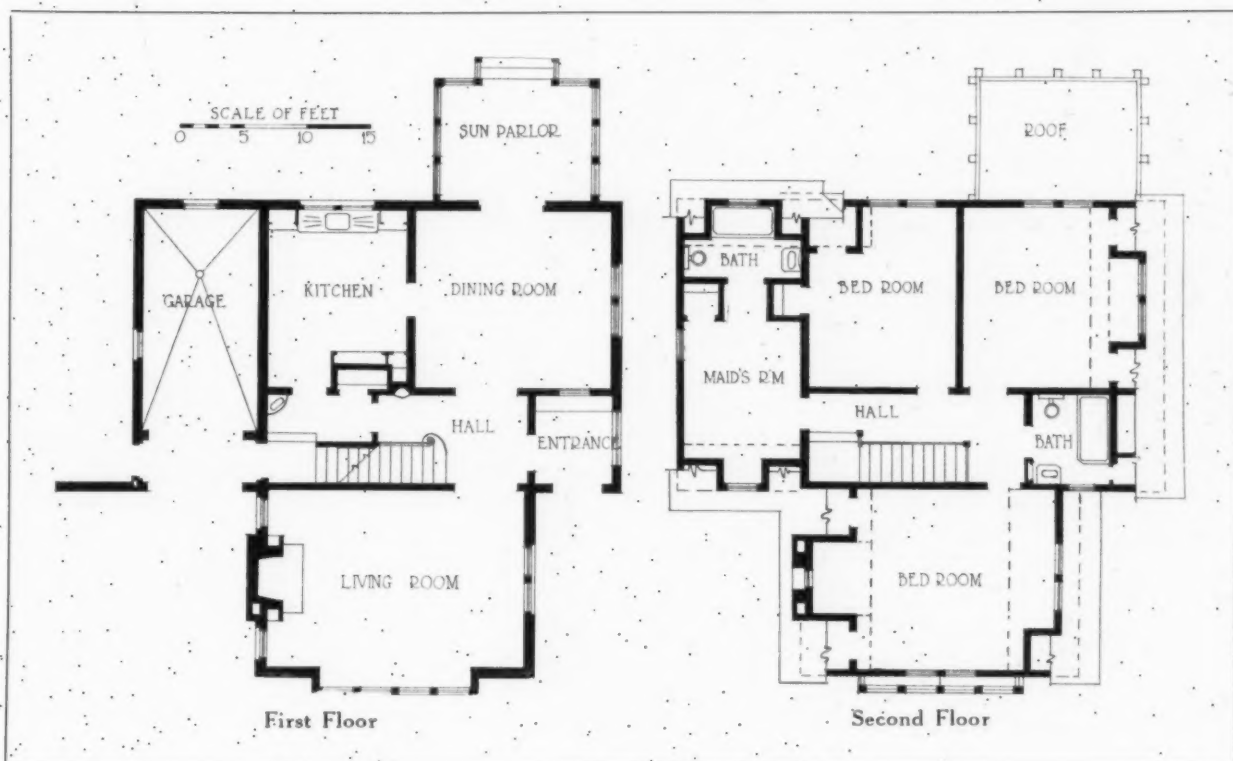 SCALE OF FEET
0 5 10 15
SUN PARLOR
GARAGE
KITCHEN
DINING ROOM
HALL
ENTRANCE
LIVING ROOM
First Floor
ROOF
BATH
BED ROOM
BED ROOM
MAID'S R'M
HALL
BATH
BED ROOM
Second Floor